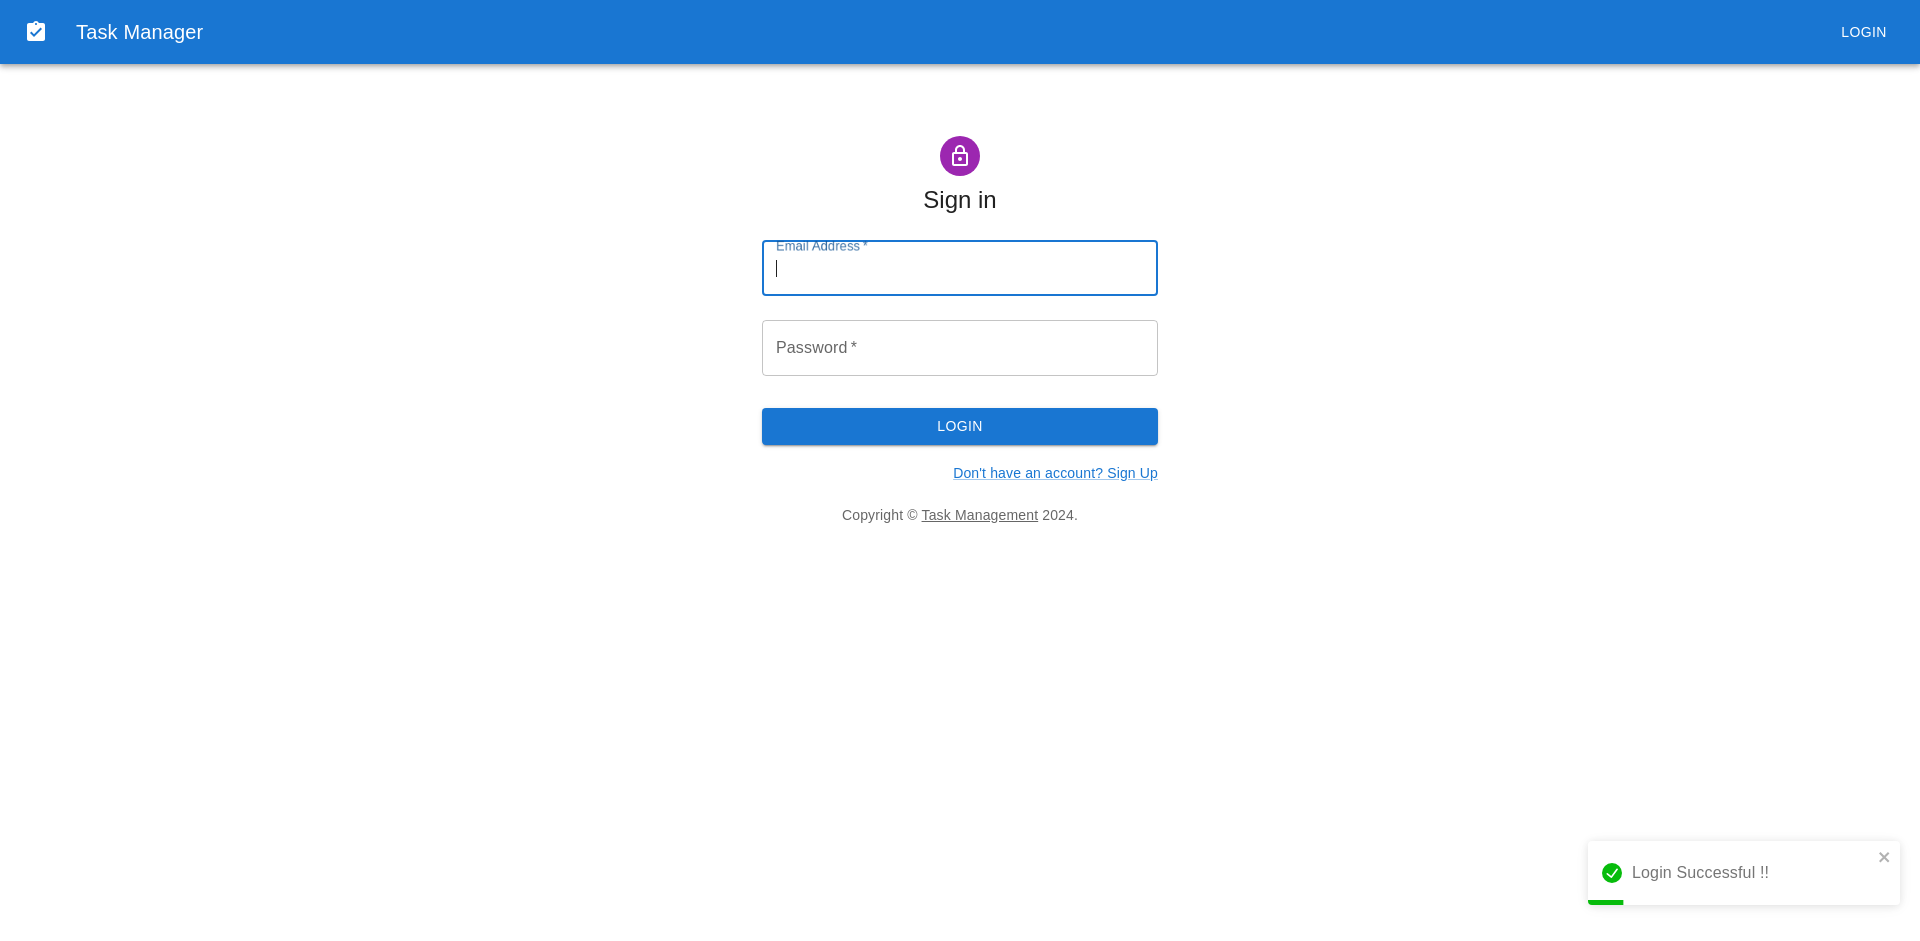 Task Manager
LOGIN
Sign in
Email Address *
Password *
LOGIN
Don't have an account? Sign Up
Copyright © Task Management 2024.
Login Successful !!